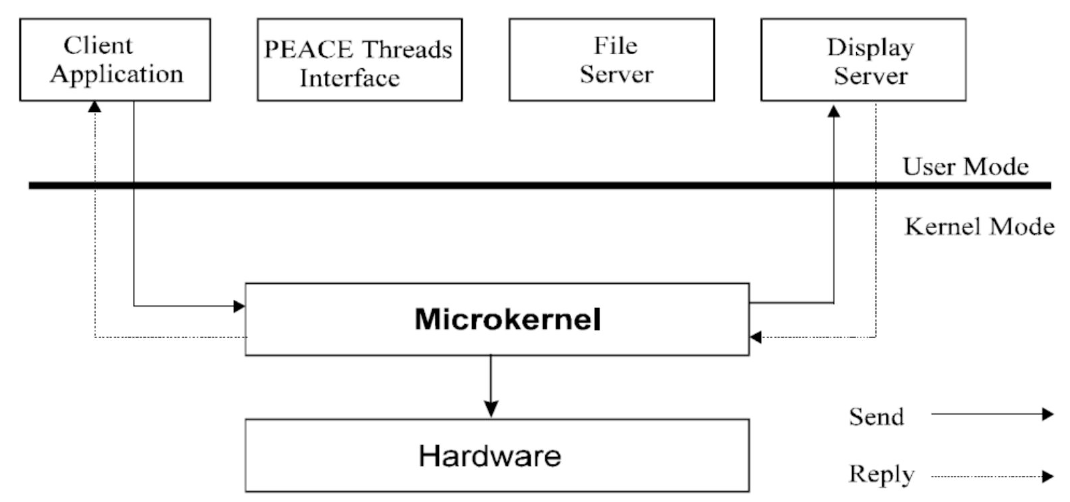 Client
Application
PEACE Threads
Interface
File
Server
Display
Server
User Mode
Kernel Mode
Microkernel
Hardware
Send
Reply